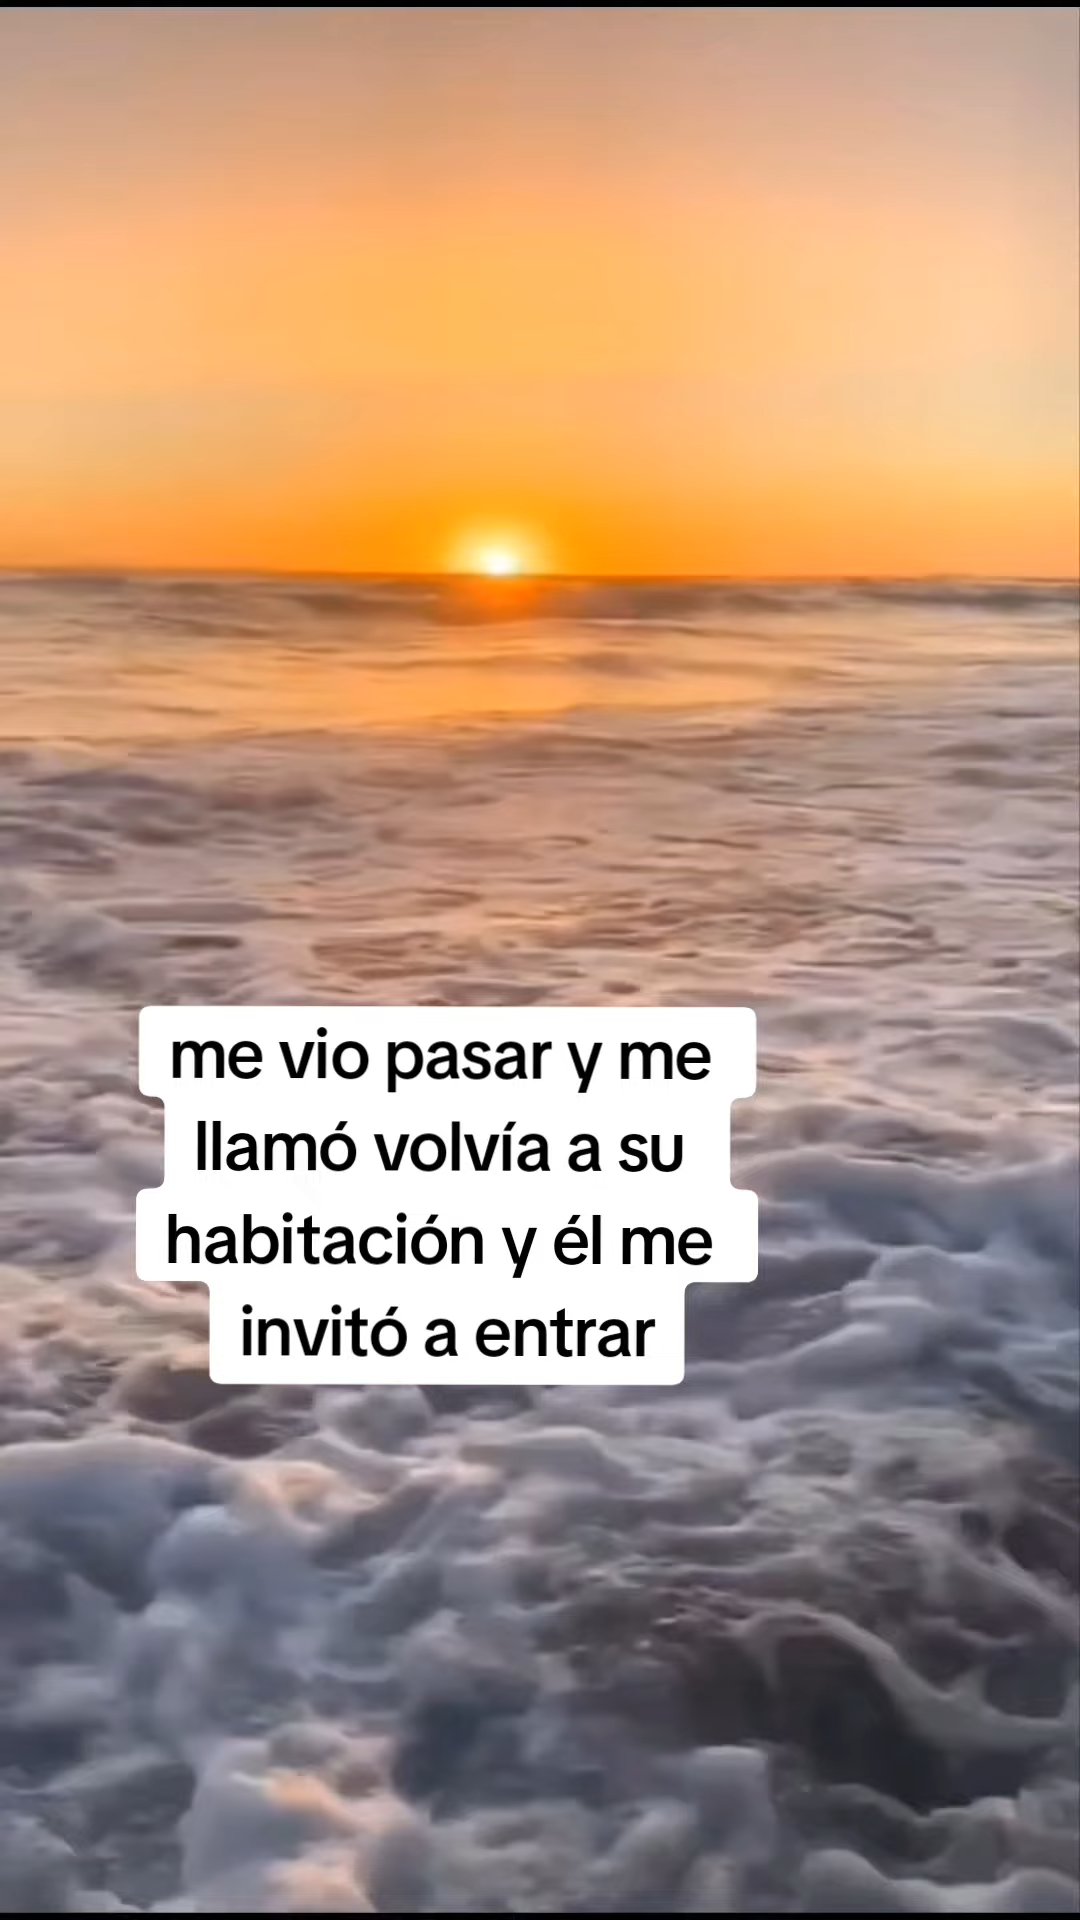 me vio pasar y me
llamó volvía a su
habitación y él me
invitó a entrar